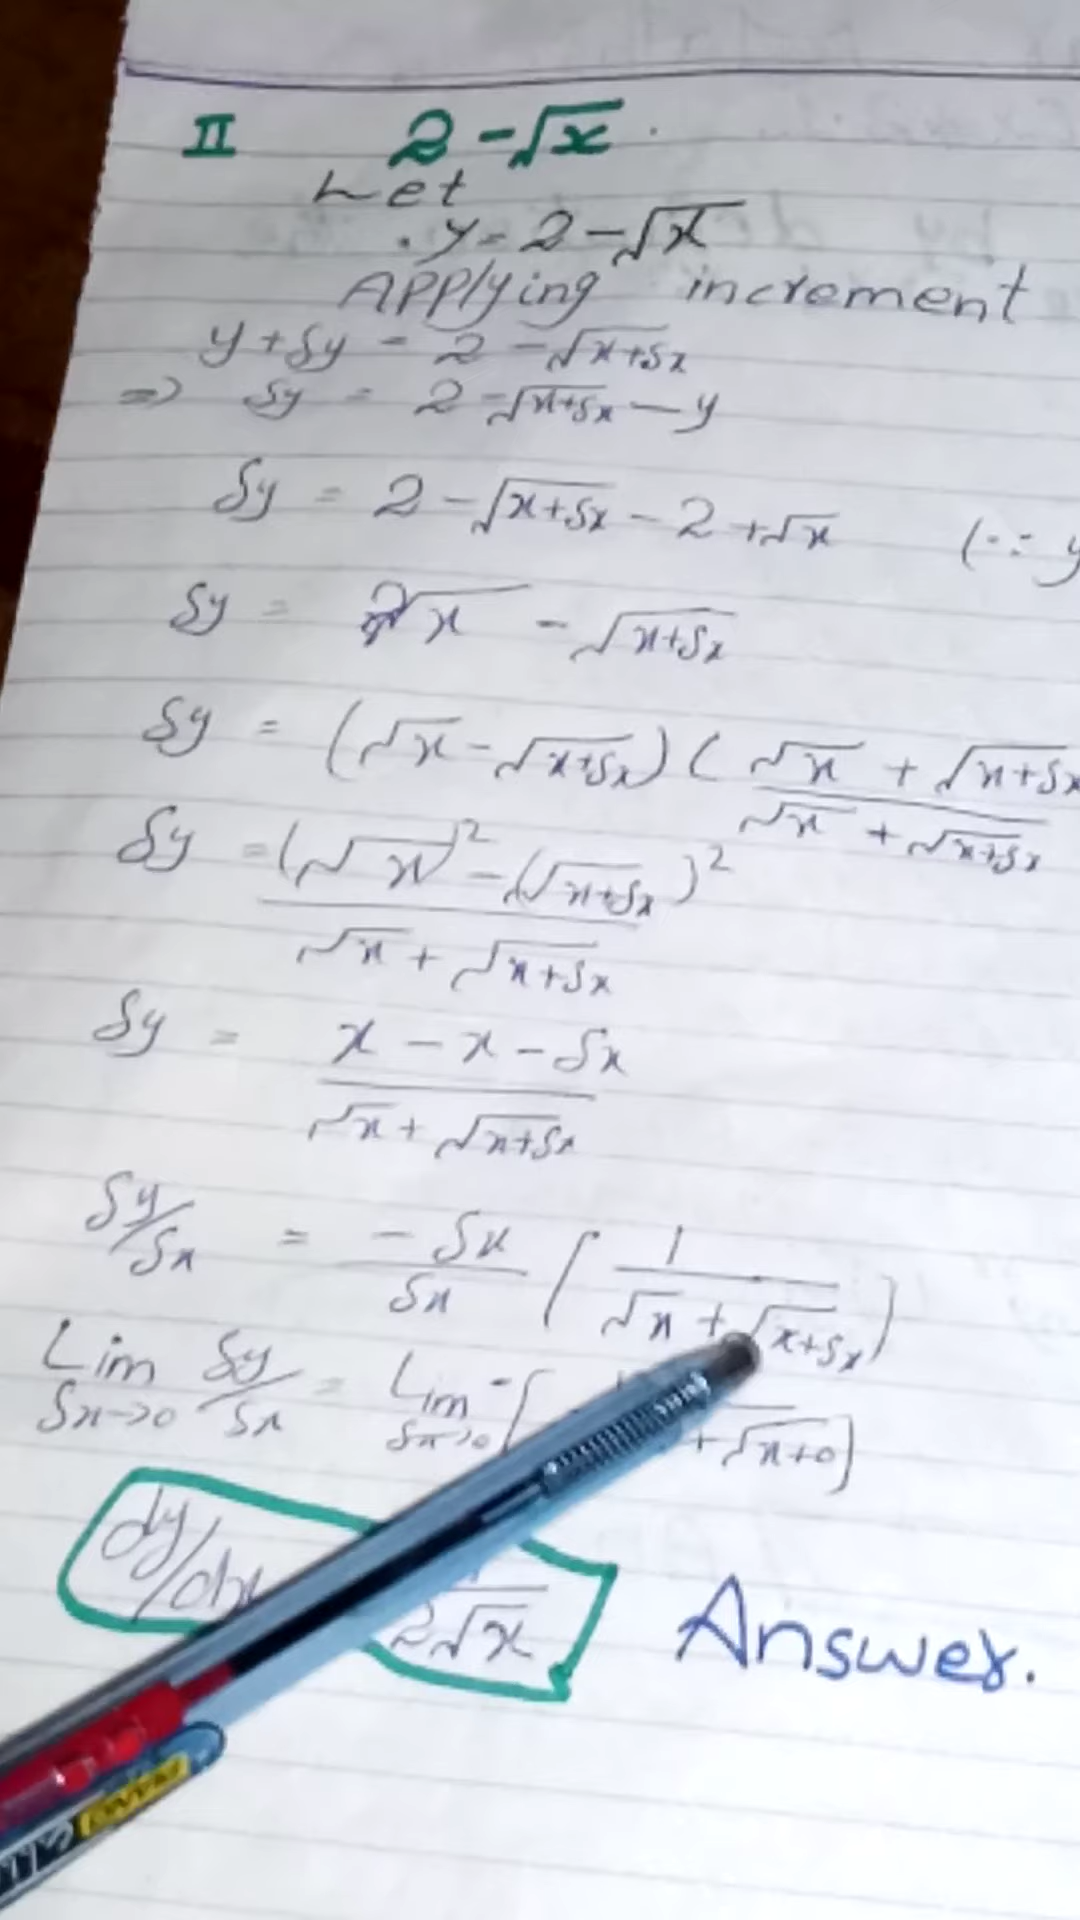 II 2 - √x .
Let
. y = 2 - √x
Applying increment
y + δy = 2 - √x+δx
=> δy = 2 - √x+δx - y
δy = 2 - √x+δx - 2 + √x (∵ y
δy = √x - √x+δx
δy = (√x - √x+δx) ( √x + √x+δx / √x + √x+δx
δy = (√x)² - (√x+δx)² / √x + √x+δx
δy = x - x - δx / √x + √x+δx
δy/δx = - δx / δx ( 1 / √x + √x+δx )
Lim δx→0 δy/δx = Lim δx→0 - ( + √x+0 )
dy/dx 2√x Answer.